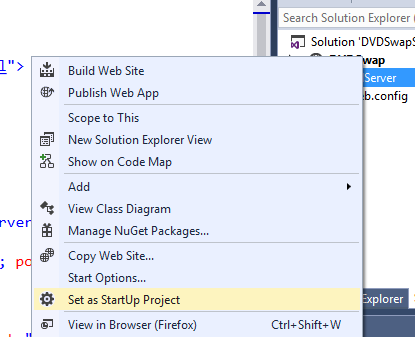 Search Solution Explorer (
Solution 'DVDSwapS
DVDSwap
Server
b.config
">
Build Web Site
Publish Web App
Scope to This
New Solution Explorer View
Show on Code Map
Add
View Class Diagram
Manage NuGet Packages...
rver
Copy Web Site...
; po
Start Options...
Set as StartUp Project
Explorer
View in Browser (Firefox) Ctrl+Shift+W